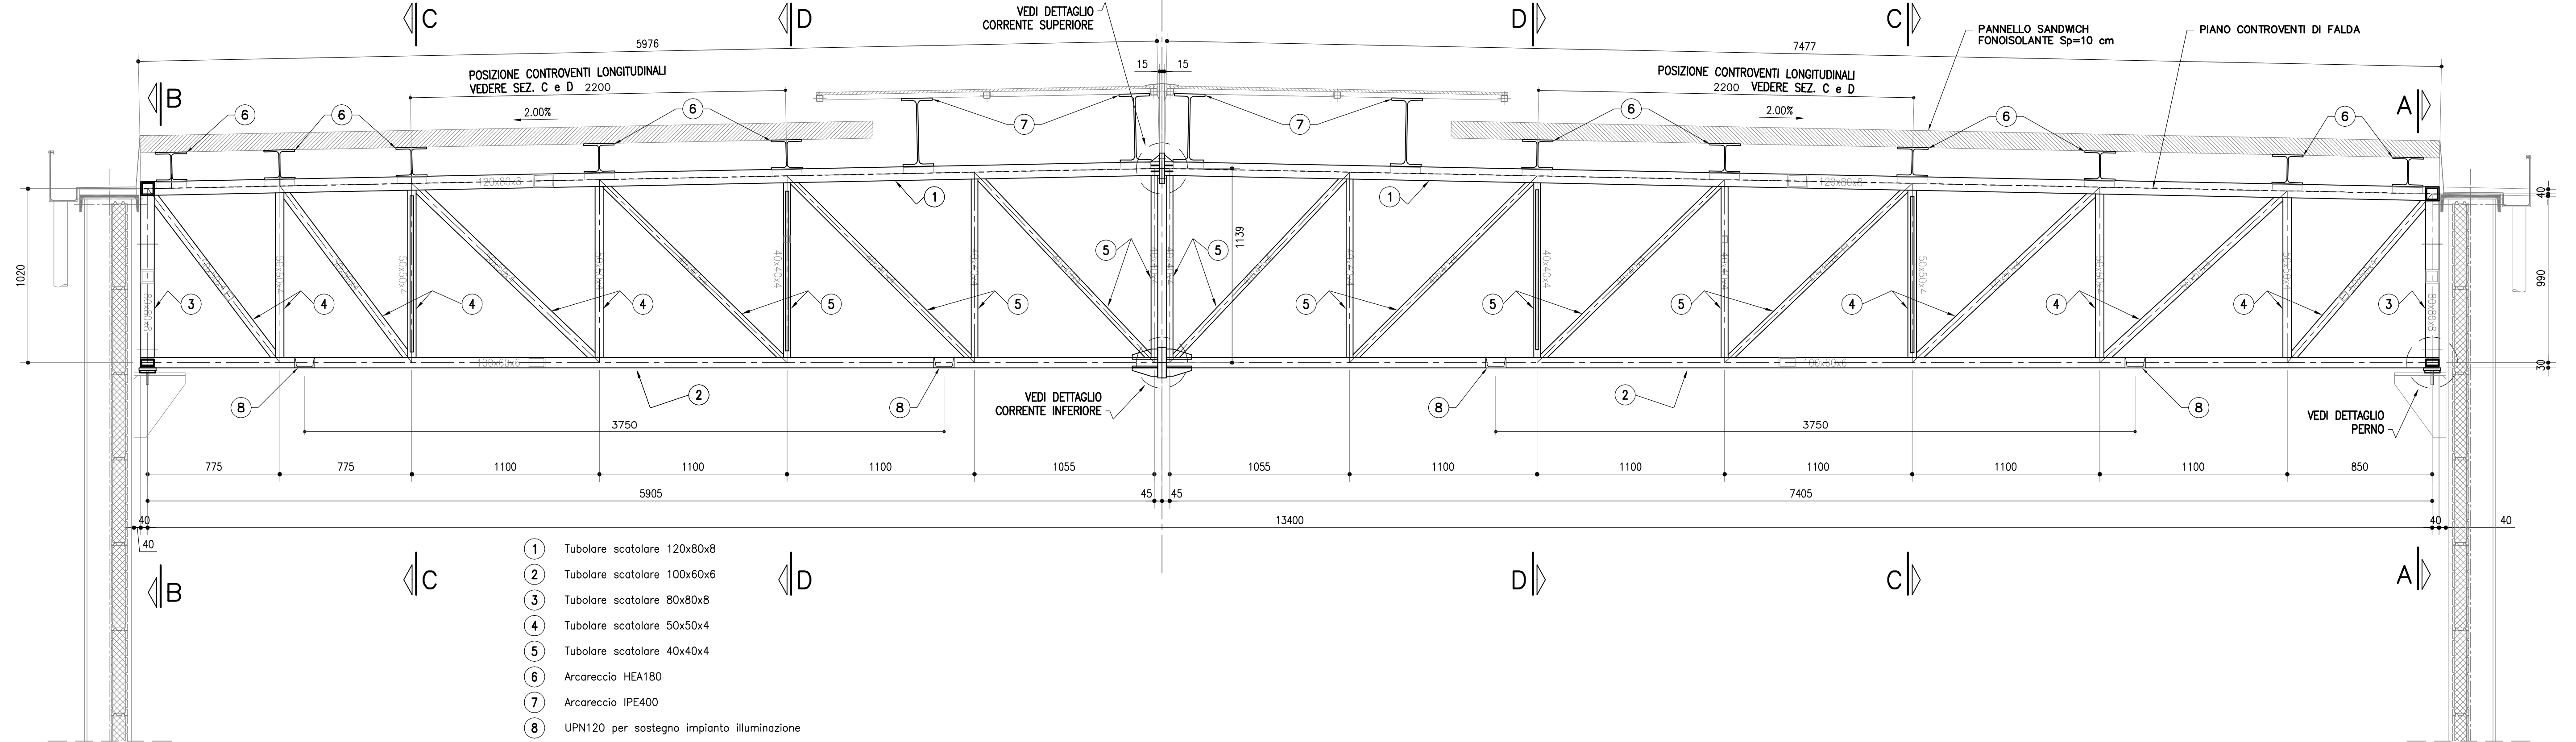 C
D
VEDI DETTAGLIO
CORRENTE SUPERIORE
D
C
PANNELLO SANDWICH
FONOISOLANTE Sp=10 cm
PIANO CONTROVENTI DI FALDA
5976
7477
15 15
POSIZIONE CONTROVENTI LONGITUDINALI
VEDERE SEZ. C e D 2200
POSIZIONE CONTROVENTI LONGITUDINALI
2200 VEDERE SEZ. C e D
B
A
2.00%
2.00%
6 6 6 7 7 6 6 6
120x80x8
120x80x8
1 1
40
1020
1139
990
30
50x50x4
50x50x4
50x50x4
40x40x4
40x40x4
50x50x4
80x80x8
80x80x8
5 5
3 4 4 4 5 5 5 5 5 4 4 4 3
100x60x6
100x60x6
8 2 8 8 2 8
VEDI DETTAGLIO
CORRENTE INFERIORE
VEDI DETTAGLIO
PERNO
3750
3750
775 775 1100 1100 1100 1055 1055 1100 1100 1100 1100 1100 850
5905 45 45 7405
40 13400 40 40
40
1 Tubolare scatolare 120x80x8
2 Tubolare scatolare 100x60x6
3 Tubolare scatolare 80x80x8
4 Tubolare scatolare 50x50x4
5 Tubolare scatolare 40x40x4
6 Arcareccio HEA180
7 Arcareccio IPE400
8 UPN120 per sostegno impianto illuminazione
B
C
D
D
C
A